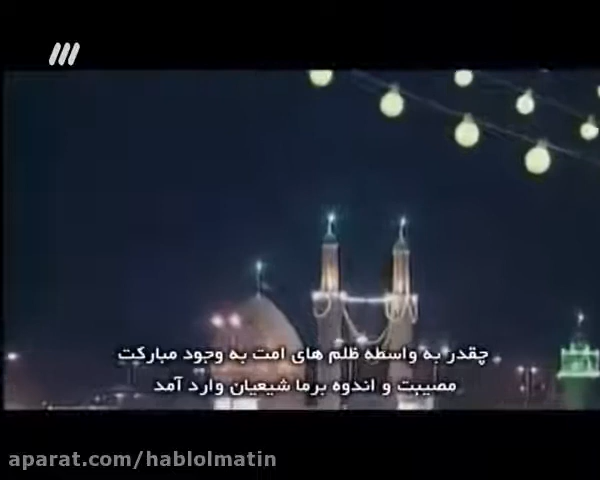 چقدر به واسطه ظلم های امت به وجود مبارکت
مصیبت و اندوه برما شیعیان وارد آمد
aparat.com/hablolmatin